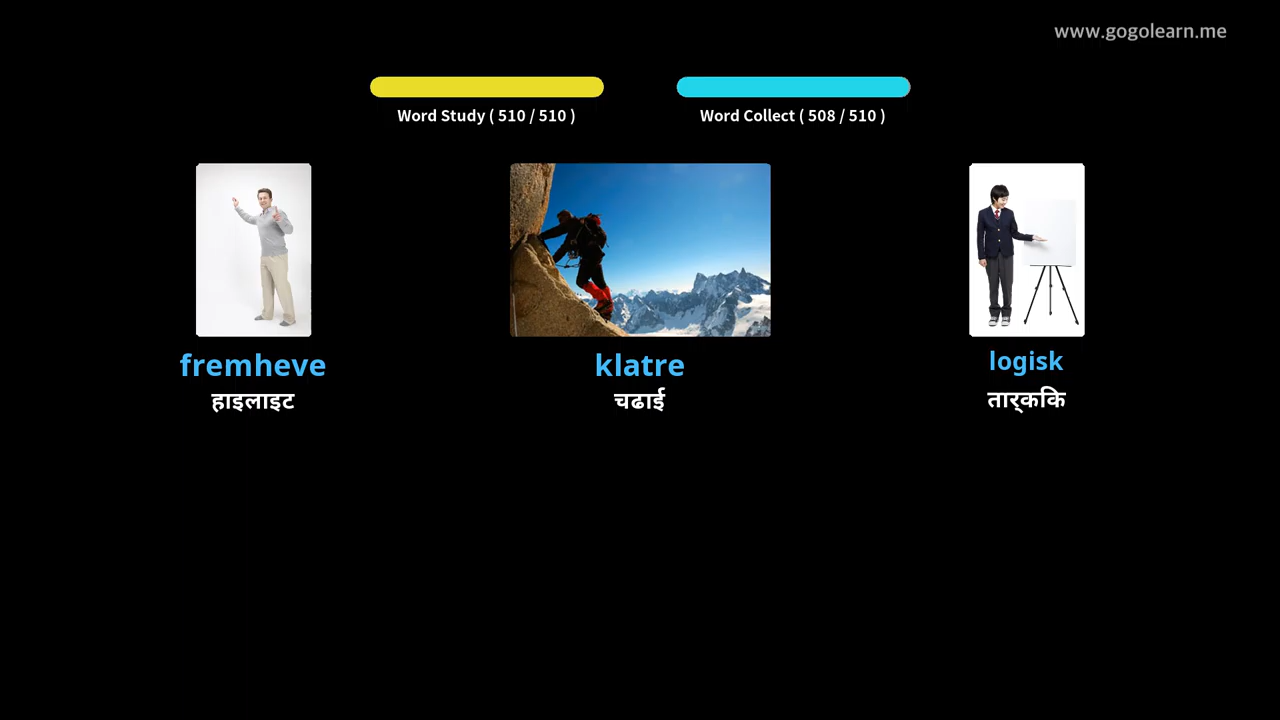 www.gogolearn.me
Word Study ( 510 / 510 )
Word Collect ( 508 / 510 )
fremheve
klatre
logisk
हाइलाइट
चढाई
तार्ककि